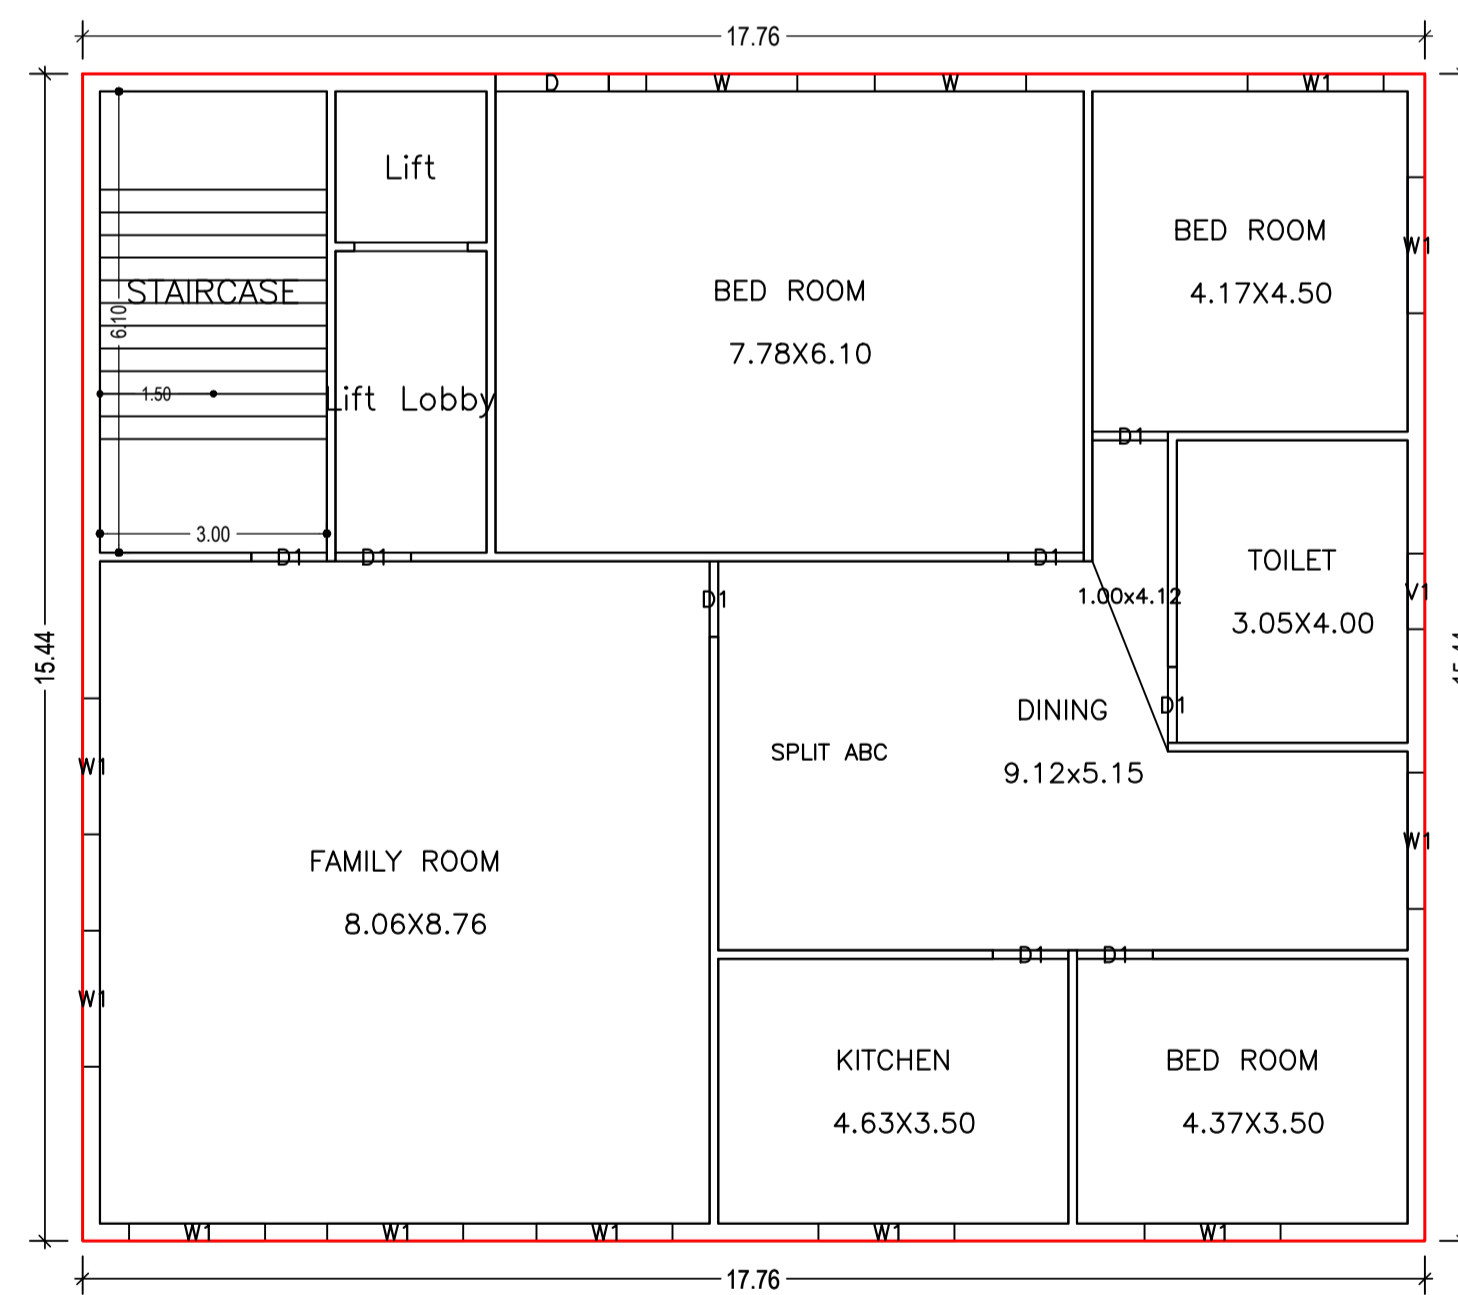 17.76
D
W
W
W1
Lift
BED ROOM
4.17X4.50
W1
STAIRCASE
6.10
BED ROOM
7.78X6.10
1.50
Lift Lobby
D1
3.00
D1
D1
D1
TOILET
3.05X4.00
V1
1.00x4.12
D1
15.44
15.44
D1
DINING
9.12x5.15
SPLIT ABC
W1
W1
FAMILY ROOM
8.06X8.76
D1
D1
W1
KITCHEN
4.63X3.50
BED ROOM
4.37X3.50
W1
W1
W1
W1
W1
17.76